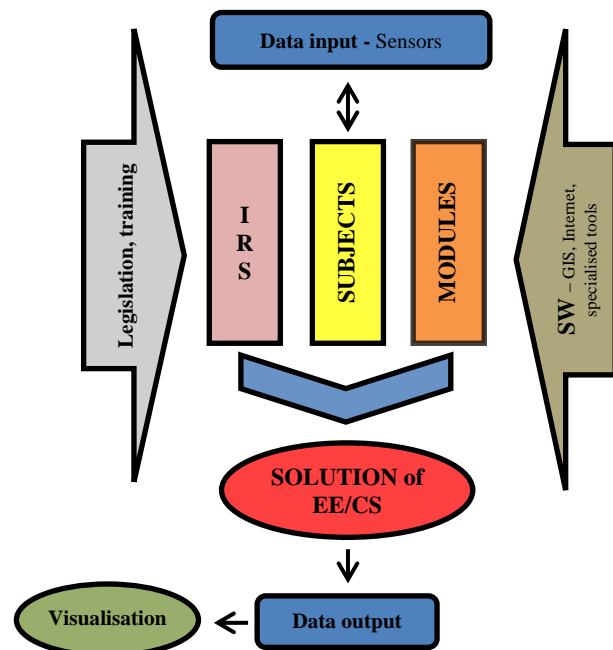 Data input - Sensors
Legislation, training
I
R
S
SUBJECTS
MODULES
SW – GIS, Internet,
specialised tools
SOLUTION of
EE/CS
Visualisation
Data output